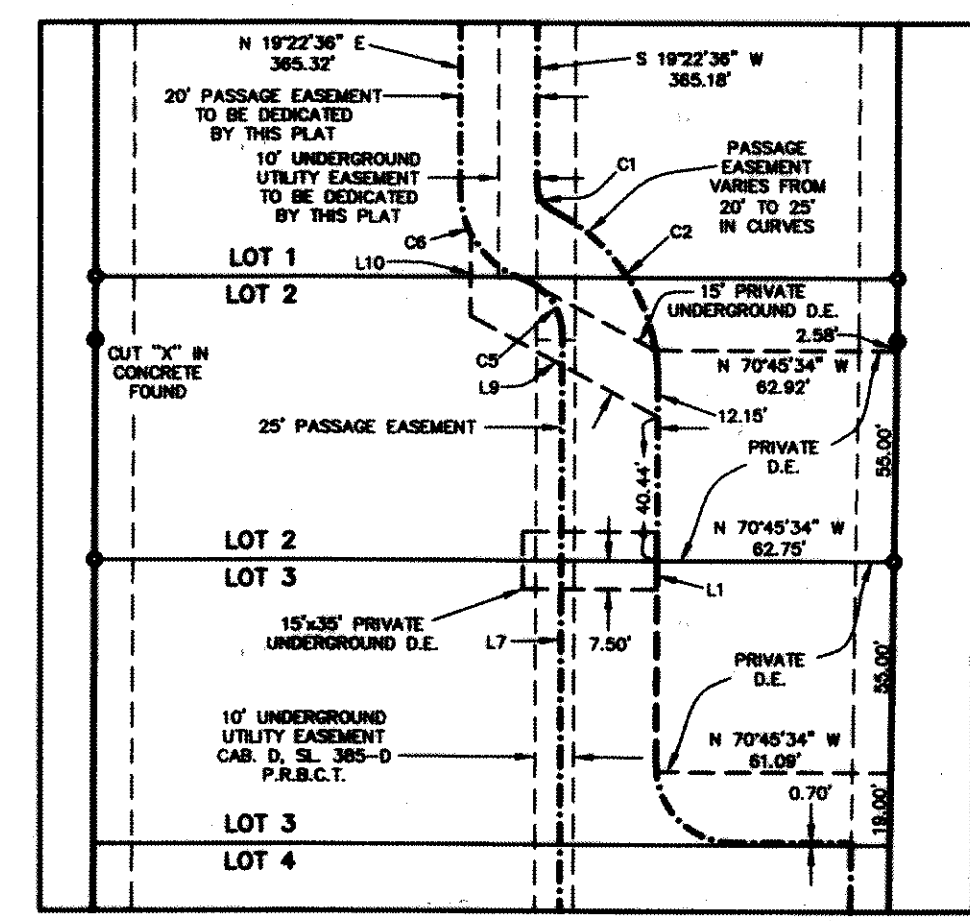 N 19°22'36" E
365.32'
S 19°22'36" W
365.18'
20' PASSAGE EASEMENT
TO BE DEDICATED
BY THIS PLAT
10' UNDERGROUND
UTILITY EASEMENT
TO BE DEDICATED
BY THIS PLAT
C1
PASSAGE
EASEMENT
VARIES FROM
20' TO 25'
IN CURVES
C6
C2
LOT 1
L10
LOT 2
15' PRIVATE
UNDERGROUND D.E.
2.58'
CUT "X" IN
CONCRETE
FOUND
C5
L9
N 70°45'34" W
62.92'
12.15'
25' PASSAGE EASEMENT
PRIVATE
D.E.
55.00'
40.44'
LOT 2
N 70°45'34" W
62.75'
LOT 3
L1
15'x35' PRIVATE
UNDERGROUND D.E.
L7
7.50'
PRIVATE
D.E.
55.00'
10' UNDERGROUND
UTILITY EASEMENT
CAB. D, SL. 385-D
P.R.B.C.T.
N 70°45'34" W
61.09'
0.70'
19.00'
LOT 3
LOT 4